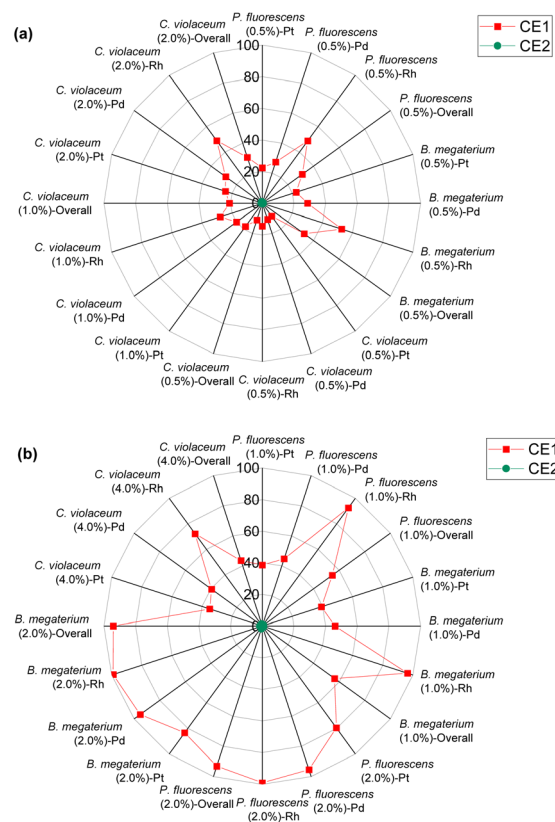 (a)
CE1
CE2
P. fluorescens
(0.5%)-Pt
P. fluorescens
(0.5%)-Pd
P. fluorescens
(0.5%)-Rh
P. fluorescens
(0.5%)-Overall
B. megaterium
(0.5%)-Pt
B. megaterium
(0.5%)-Pd
B. megaterium
(0.5%)-Rh
B. megaterium
(0.5%)-Overall
C. violaceum
(0.5%)-Pt
C. violaceum
(0.5%)-Pd
C. violaceum
(0.5%)-Rh
C. violaceum
(0.5%)-Overall
C. violaceum
(1.0%)-Pt
C. violaceum
(1.0%)-Pd
C. violaceum
(1.0%)-Rh
C. violaceum
(1.0%)-Overall
C. violaceum
(2.0%)-Pt
C. violaceum
(2.0%)-Pd
C. violaceum
(2.0%)-Rh
C. violaceum
(2.0%)-Overall
100
80
60
40
20
(b)
CE1
CE2
P. fluorescens
(1.0%)-Pt
P. fluorescens
(1.0%)-Pd
P. fluorescens
(1.0%)-Rh
P. fluorescens
(1.0%)-Overall
B. megaterium
(1.0%)-Pt
B. megaterium
(1.0%)-Pd
B. megaterium
(1.0%)-Rh
B. megaterium
(1.0%)-Overall
P. fluorescens
(2.0%)-Pt
P. fluorescens
(2.0%)-Pd
P. fluorescens
(2.0%)-Rh
P. fluorescens
(2.0%)-Overall
B. megaterium
(2.0%)-Pt
B. megaterium
(2.0%)-Pd
B. megaterium
(2.0%)-Rh
B. megaterium
(2.0%)-Overall
C. violaceum
(4.0%)-Pt
C. violaceum
(4.0%)-Pd
C. violaceum
(4.0%)-Rh
C. violaceum
(4.0%)-Overall
100
80
60
40
20